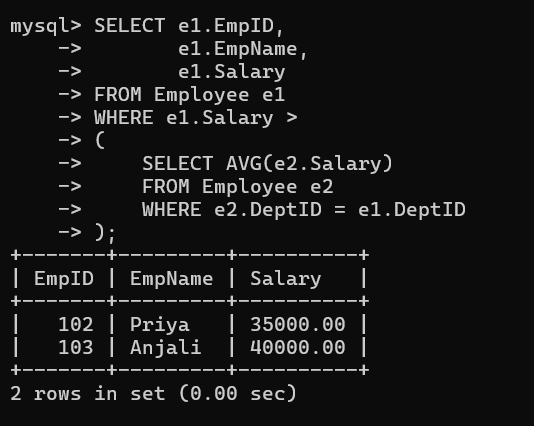 mysql> SELECT e1.EmpID,
    ->        e1.EmpName,
    ->        e1.Salary
    -> FROM Employee e1
    -> WHERE e1.Salary >
    -> (
    ->     SELECT AVG(e2.Salary)
    ->     FROM Employee e2
    ->     WHERE e2.DeptID = e1.DeptID
    -> );
+-------+---------+----------+
| EmpID | EmpName | Salary   |
+-------+---------+----------+
|   102 | Priya   | 35000.00 |
|   103 | Anjali  | 40000.00 |
+-------+---------+----------+
2 rows in set (0.00 sec)